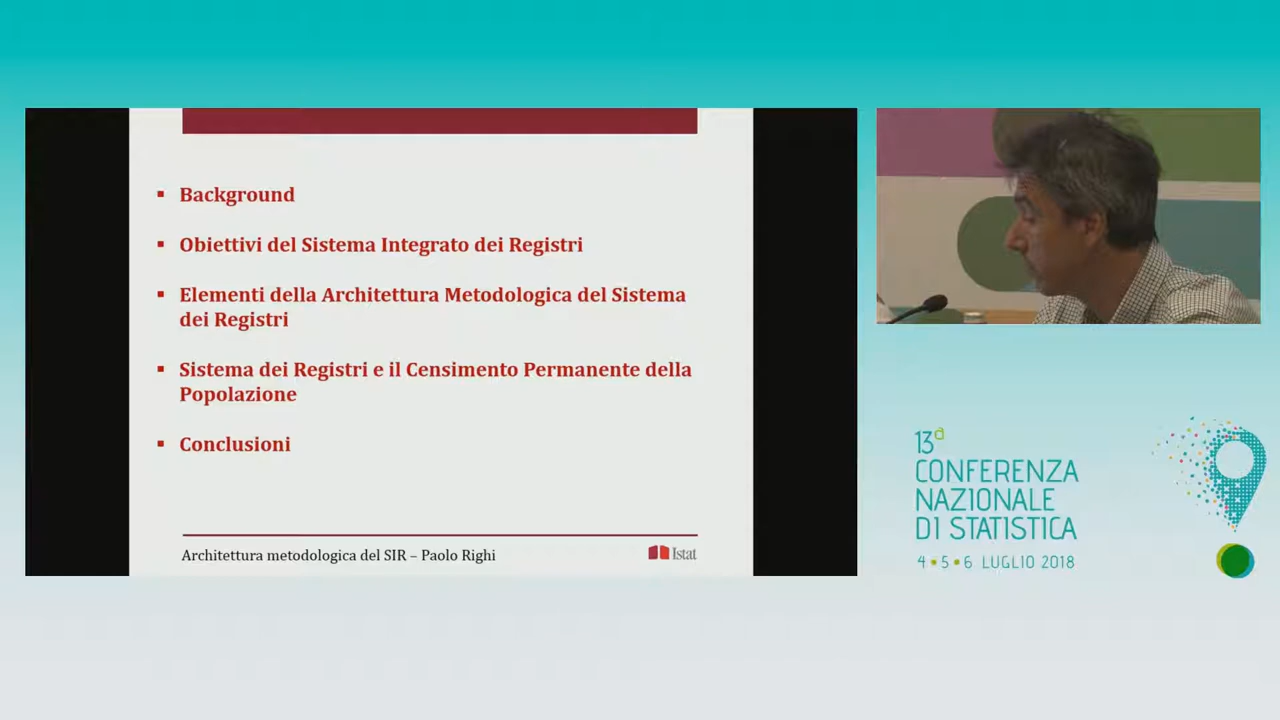 Background
Obiettivi del Sistema Integrato dei Registri
Elementi della Architettura Metodologica del Sistema
dei Registri
Sistema dei Registri e il Censimento Permanente della
Popolazione
Conclusioni
Architettura metodologica del SIR – Paolo Righi
Istat
13ª
CONFERENZA
NAZIONALE
DI STATISTICA
4 • 5 • 6 LUGLIO 2018